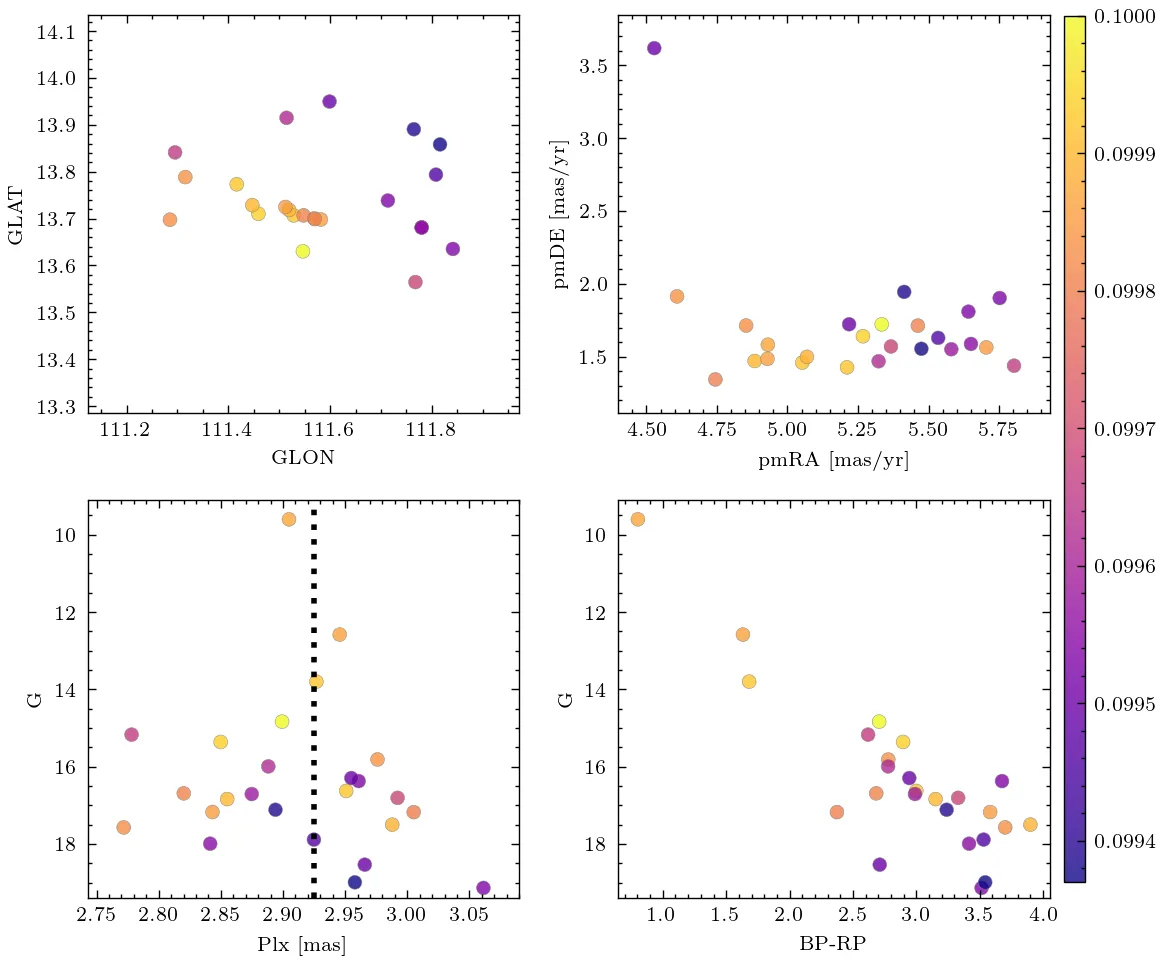 14.1
14.0
13.9
13.8
13.7
13.6
13.5
13.4
13.3
GLAT
111.2 111.4 111.6 111.8
GLON
3.5
3.0
2.5
2.0
1.5
pmDE [mas/yr]
4.50 4.75 5.00 5.25 5.50 5.75
pmRA [mas/yr]
10
12
14
16
18
G
2.75 2.80 2.85 2.90 2.95 3.00 3.05
Plx [mas]
10
12
14
16
18
G
1.0 1.5 2.0 2.5 3.0 3.5 4.0
BP-RP
0.1000
0.0999
0.0998
0.0997
0.0996
0.0995
0.0994